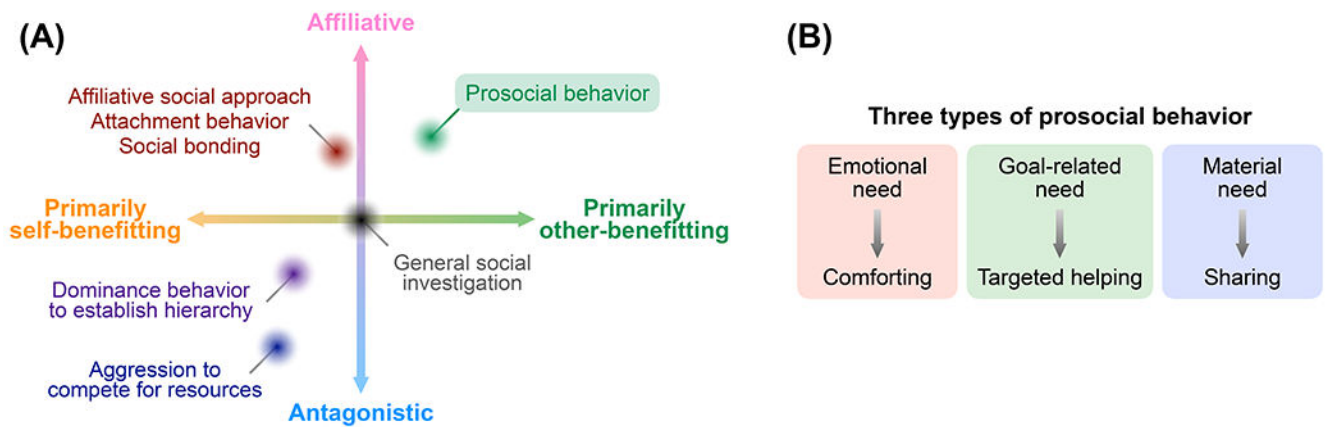 (A)
Affiliative
Prosocial behavior
Affiliative social approach
Attachment behavior
Social bonding
Primarily
self-benefitting
Primarily
other-benefitting
General social
investigation
Dominance behavior
to establish hierarchy
Aggression to
compete for resources
Antagonistic
(B)
Three types of prosocial behavior
Emotional
need
Comforting
Goal-related
need
Targeted helping
Material
need
Sharing